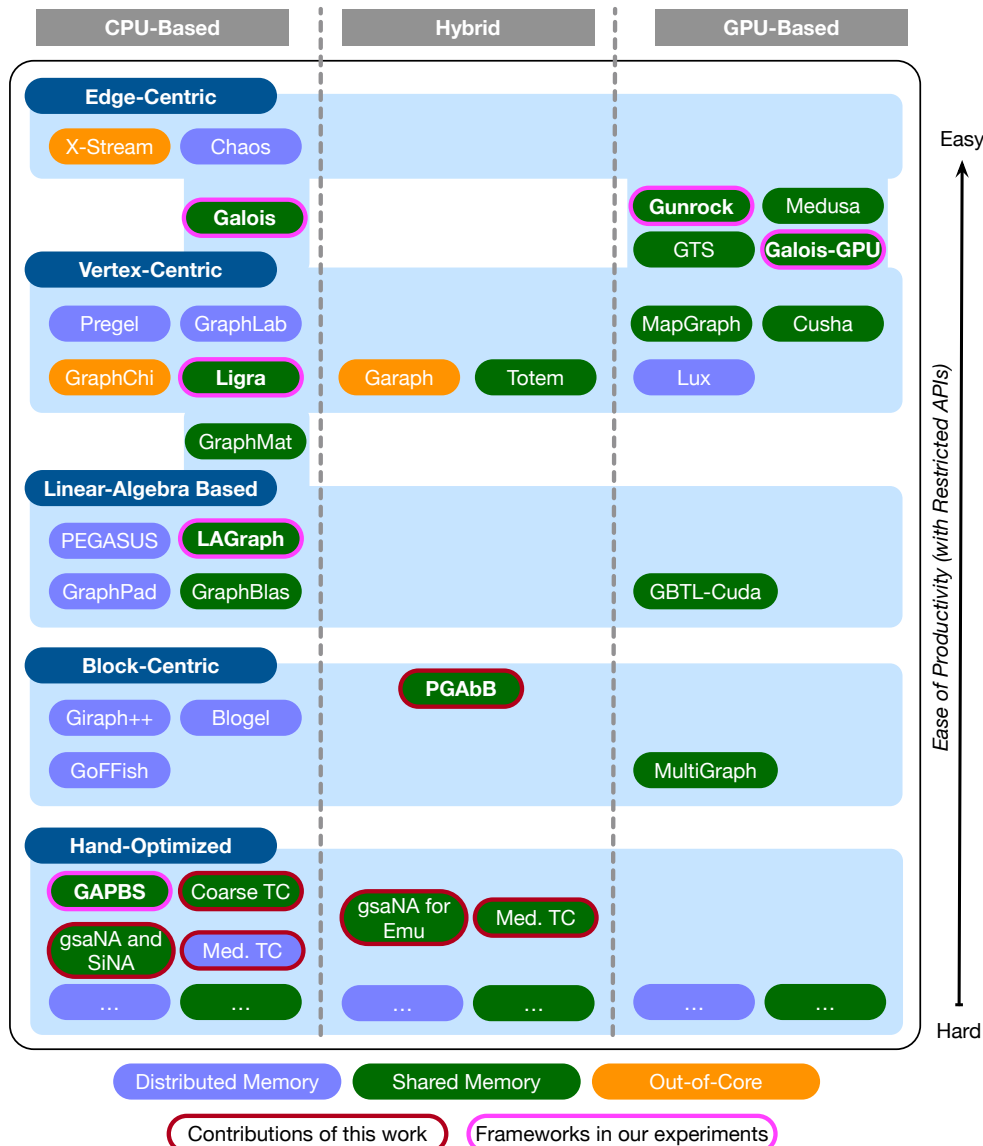 CPU-Based
Hybrid
GPU-Based
Edge-Centric
X-Stream
Chaos
Galois
Gunrock
Medusa
GTS
Galois-GPU
Vertex-Centric
Pregel
GraphLab
MapGraph
Cusha
GraphChi
Ligra
Garaph
Totem
Lux
GraphMat
Linear-Algebra Based
PEGASUS
LAGraph
GraphPad
GraphBlas
GBTL-Cuda
Block-Centric
PGAbB
Giraph++
Blogel
GoFFish
MultiGraph
Hand-Optimized
GAPBS
Coarse TC
gsaNA for
Emu
Med. TC
gsaNA and
SiNA
Med. TC
...
...
...
...
...
...
Easy
Ease of Productivity (with Restricted APIs)
Hard
Distributed Memory
Shared Memory
Out-of-Core
Contributions of this work
Frameworks in our experiments